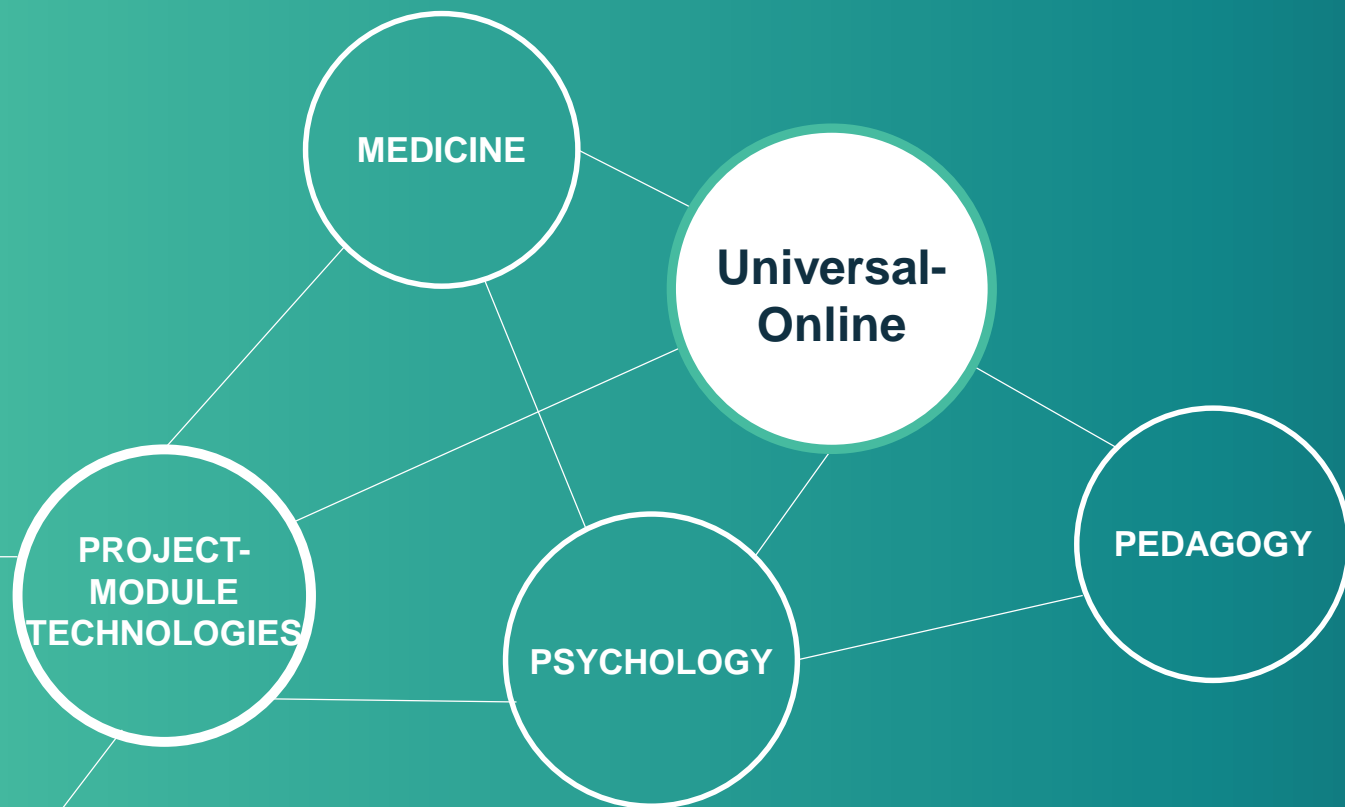 MEDICINE
Universal-
Online
PROJECT-
MODULE
TECHNOLOGIES
PSYCHOLOGY
PEDAGOGY